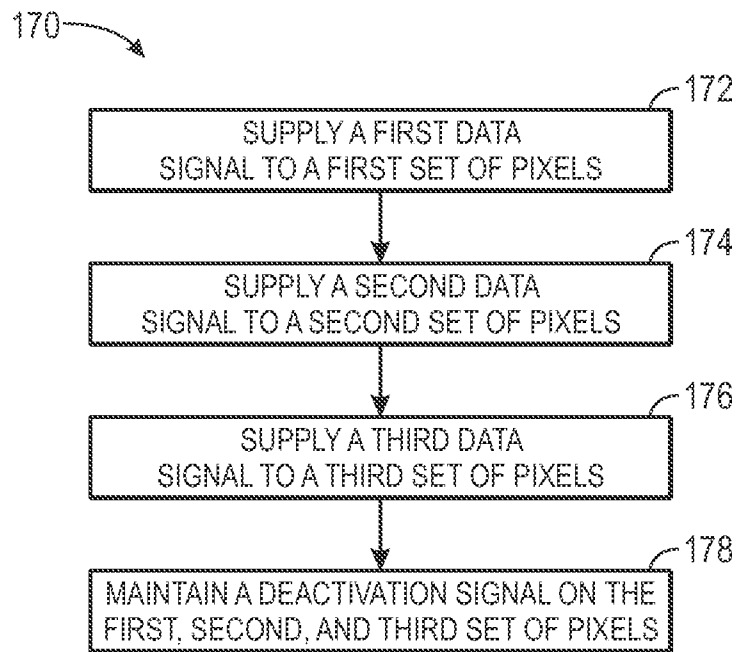 170
172
SUPPLY A FIRST DATA
SIGNAL TO A FIRST SET OF PIXELS
174
SUPPLY A SECOND DATA
SIGNAL TO A SECOND SET OF PIXELS
176
SUPPLY A THIRD DATA
SIGNAL TO A THIRD SET OF PIXELS
178
MAINTAIN A DEACTIVATION SIGNAL ON THE
FIRST, SECOND, AND THIRD SET OF PIXELS